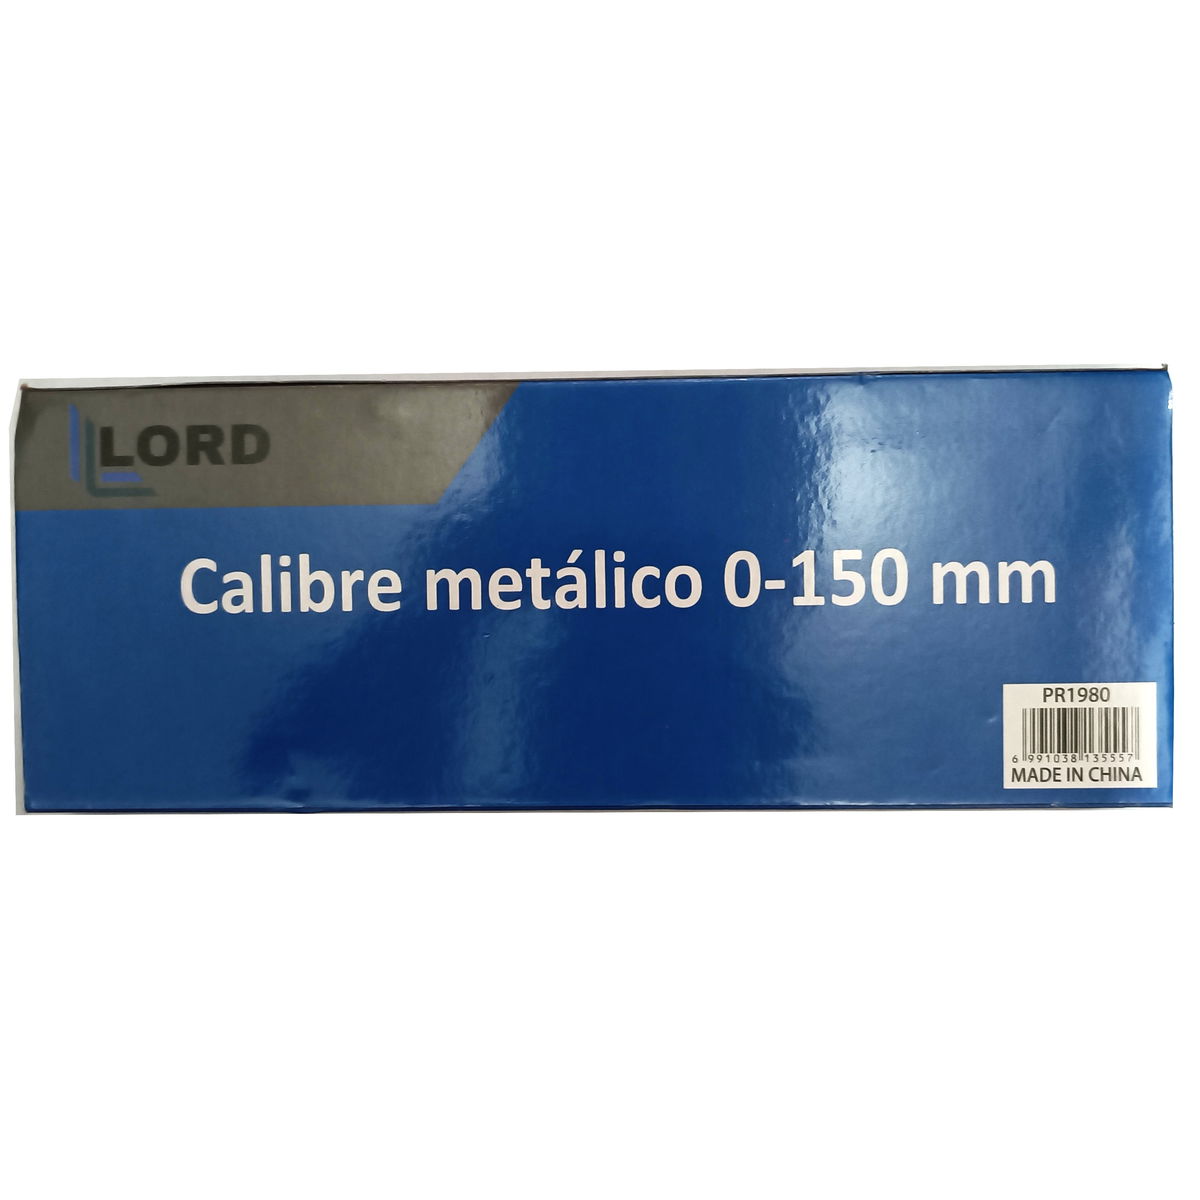 LORD
Calibre metálico 0-150 mm
PR1980
6 991038 135557
MADE IN CHINA